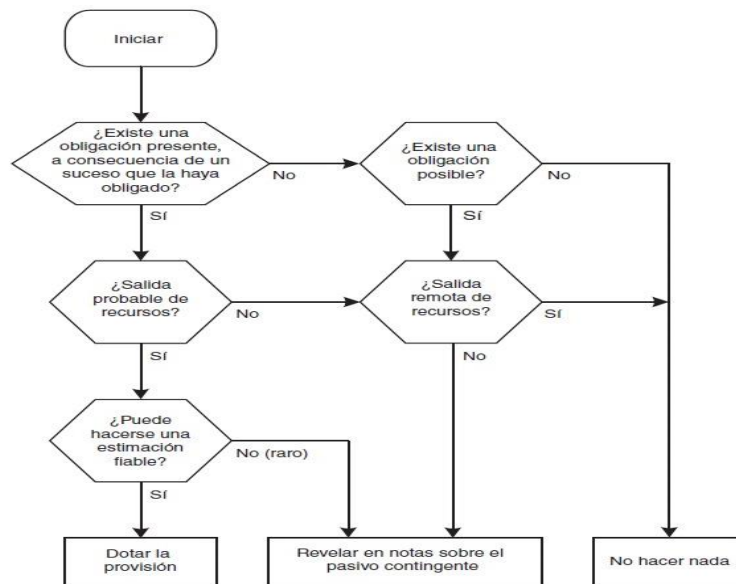 Iniciar
¿Existe una
obligación presente,
a consecuencia de un
suceso que la haya
obligado?
No
¿Existe una
obligación
posible?
No
Sí
Sí
¿Salida
probable de
recursos?
No
¿Salida
remota de
recursos?
Sí
Sí
No
¿Puede
hacerse una
estimación
fiable?
No (raro)
Sí
Dotar la
provisión
Revelar en notas sobre el
pasivo contingente
No hacer nada